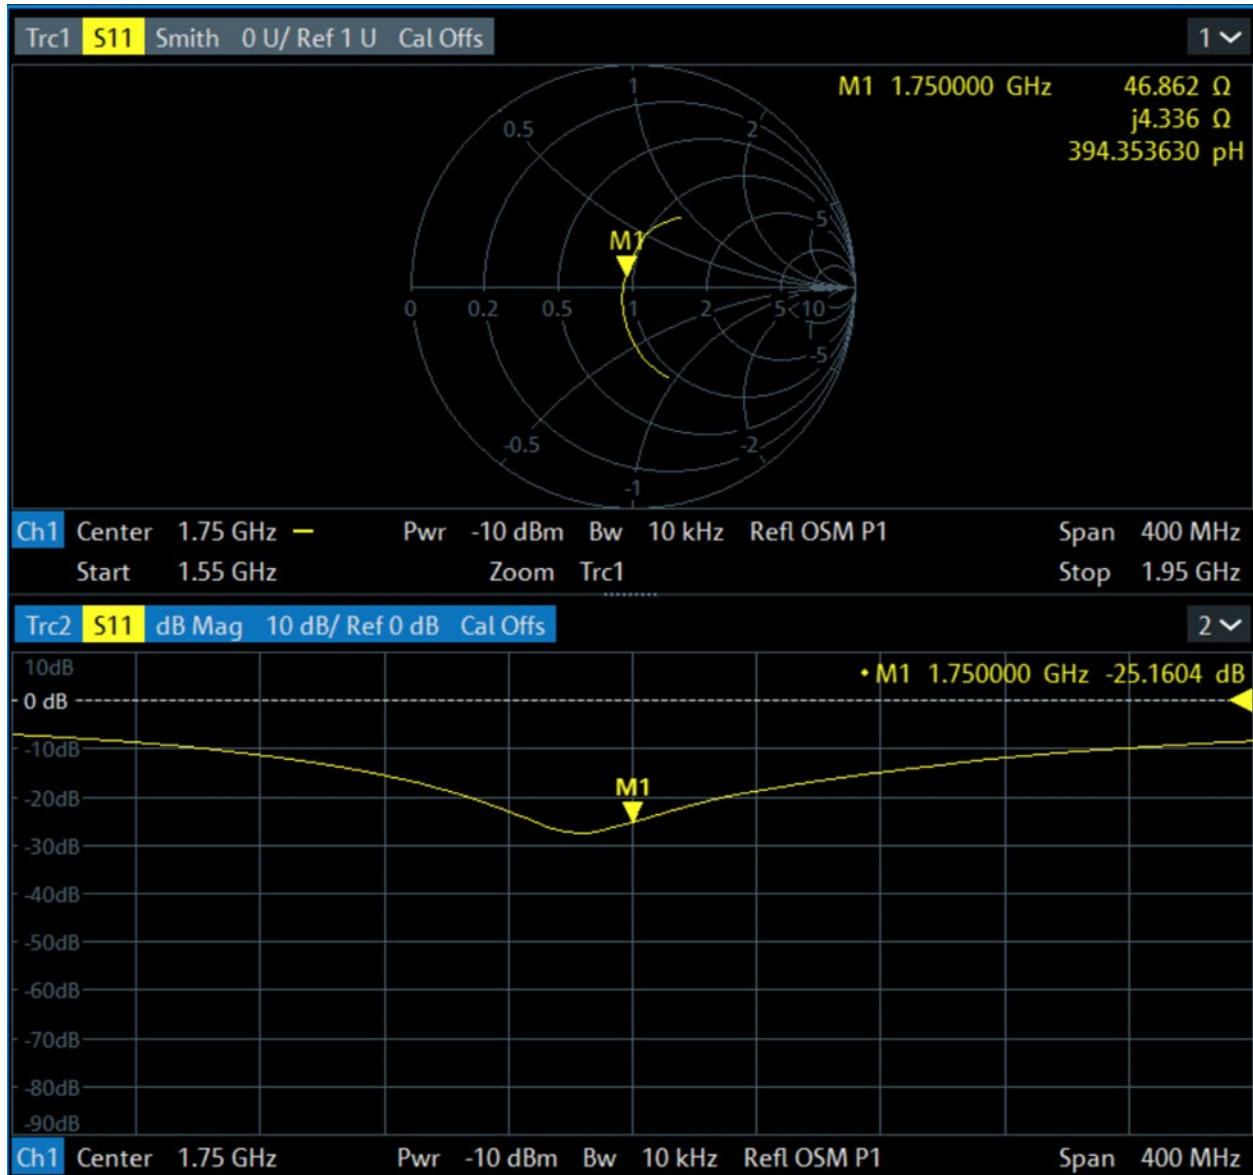 Trc1 S11 Smith 0 U/ Ref 1 U Cal Offs 1
M1 1.750000 GHz 46.862 Ω
j4.336 Ω
394.353630 pH
1
0.5 2
5
M1
0 0.2 0.5 1 2 5 10
-5
-0.5 -2
-1
Ch1 Center 1.75 GHz Pwr -10 dBm Bw 10 kHz Refl OSM P1 Span 400 MHz
Start 1.55 GHz Zoom Trc1 Stop 1.95 GHz
Trc2 S11 dB Mag 10 dB/ Ref 0 dB Cal Offs 2
10dB
•M1 1.750000 GHz -25.1604 dB
0 dB
-10dB
M1
-20dB
-30dB
-40dB
-50dB
-60dB
-70dB
-80dB
-90dB
Ch1 Center 1.75 GHz Pwr -10 dBm Bw 10 kHz Refl OSM P1 Span 400 MHz